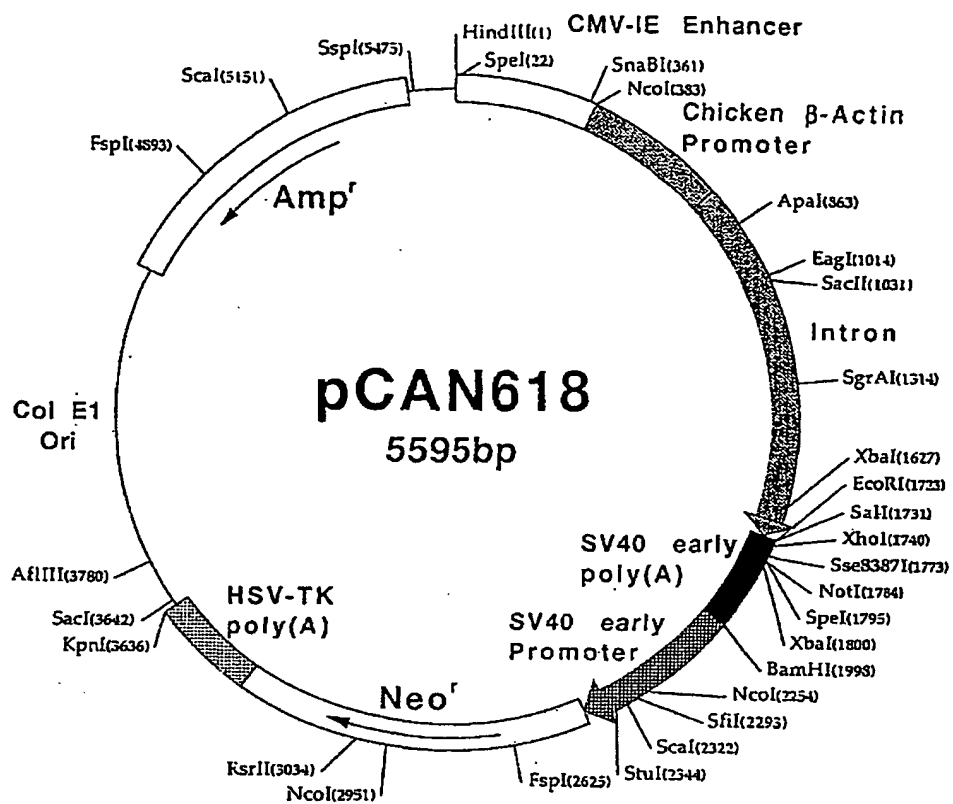 HindIII(1)
CMV-IE Enhancer
SspI(5475)
SpeI(22)
ScaI(5151)
SnaBI(361)
NcoI(383)
Chicken β-Actin
Promoter
FspI(4893)
Ampʳ
ApaI(863)
EagI(1014)
SacII(1031)
Intron
SgrAI(1314)
pCAN618
5595bp
Col E1
Ori
XbaI(1627)
EcoRI(1723)
SalI(1731)
XhoI(1740)
SV40 early
poly(A)
Sse8387I(1773)
NotI(1784)
SpeI(1795)
XbaI(1800)
AflIII(3780)
HSV-TK
poly(A)
SacI(3642)
KpnI(3636)
SV40 early
Promoter
BamHI(1998)
NcoI(2254)
SfiI(2293)
ScaI(2322)
StuI(2344)
Neoʳ
KsrII(3034)
NcoI(2951)
FspI(2625)